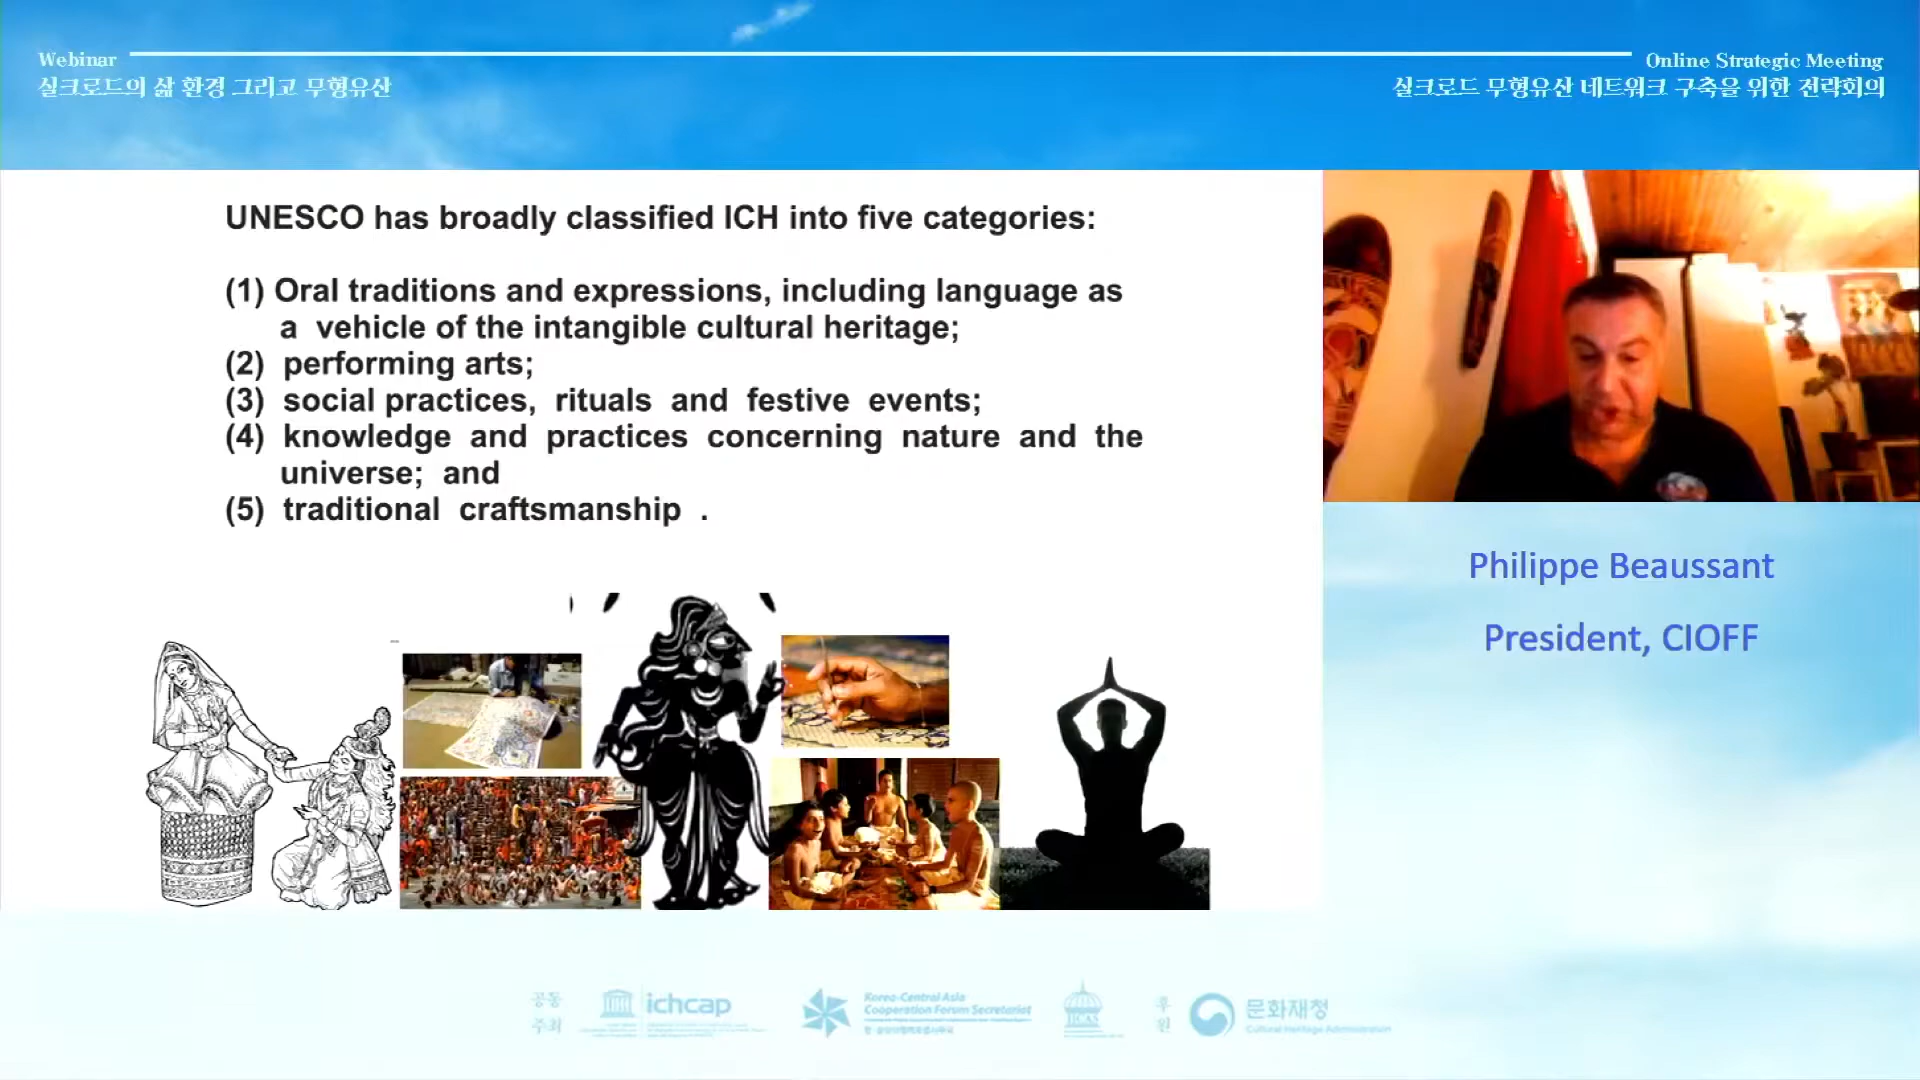 Webinar
실크로드의 삶 환경 그리고 무형유산
Online Strategic Meeting
실크로드 무형유산 네트워크 구축을 위한 전략회의
UNESCO has broadly classified ICH into five categories:
(1) Oral traditions and expressions, including language as
a vehicle of the intangible cultural heritage;
(2) performing arts;
(3) social practices, rituals and festive events;
(4) knowledge and practices concerning nature and the
universe; and
(5) traditional craftsmanship .
Philippe Beaussant
President, CIOFF
공동
주최
ichcap
Korea-Central Asia
Cooperation Forum Secretariat
IICAS
후
원
문화재청
Cultural Heritage Administration